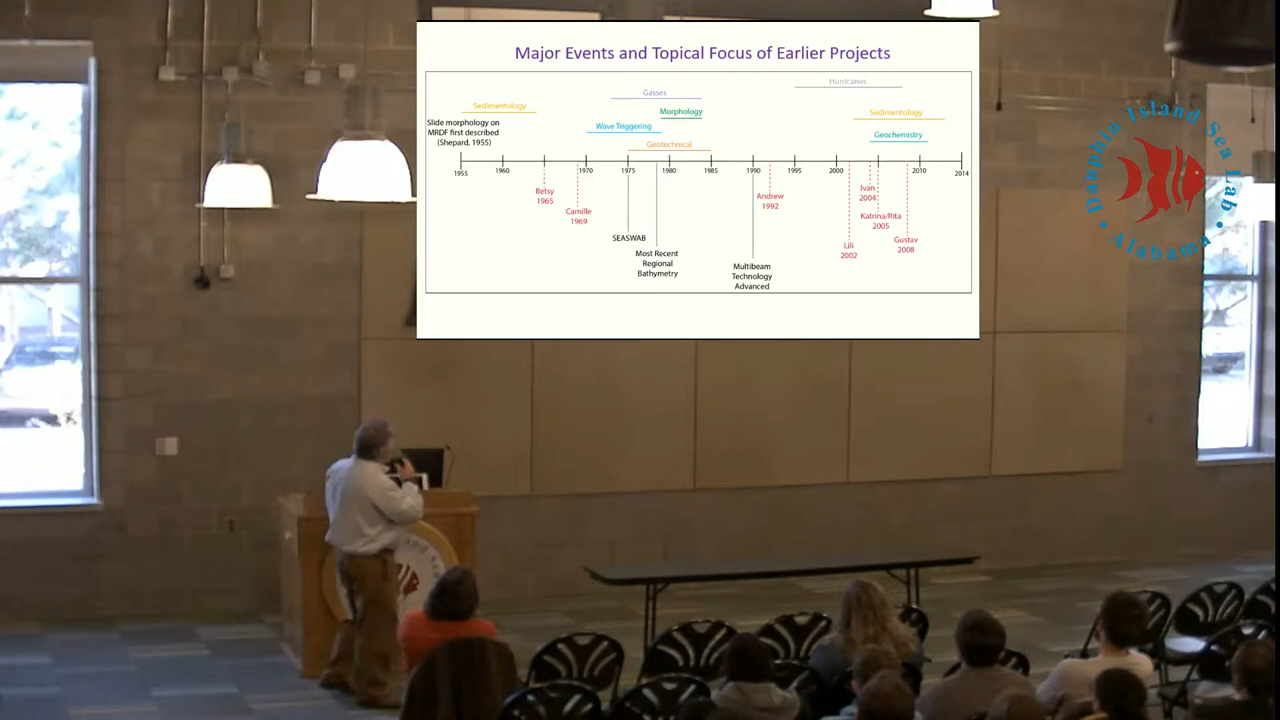 Major Events and Topical Focus of Earlier Projects
Hurricanes
Gasses
Sedimentology
Morphology
Sedimentology
Slide morphology on
MRDF first described
(Shepard, 1955)
Wave Triggering
Geochemistry
Geotechnical
1955 1960 1970 1975 1980 1985 1990 1995 2000 2010 2014
Betsy
1965
Camille
1969
Andrew
1992
Ivan
2004
Katrina/Rita
2005
Lili
2002
Gustav
2008
SEASWAB
Most Recent
Regional
Bathymetry
Multibeam
Technology
Advanced
Dauphin Island Sea Lab
• Alabama •